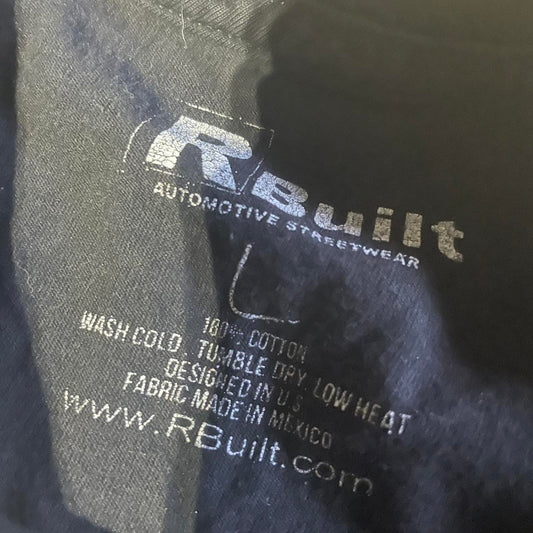 RBuilt
AUTOMOTIVE STREETWEAR
L
100% COTTON
WASH COLD TUMBLE DRY LOW HEAT
DESIGNED IN U S
FABRIC MADE IN MEXICO
www.RBuilt.com